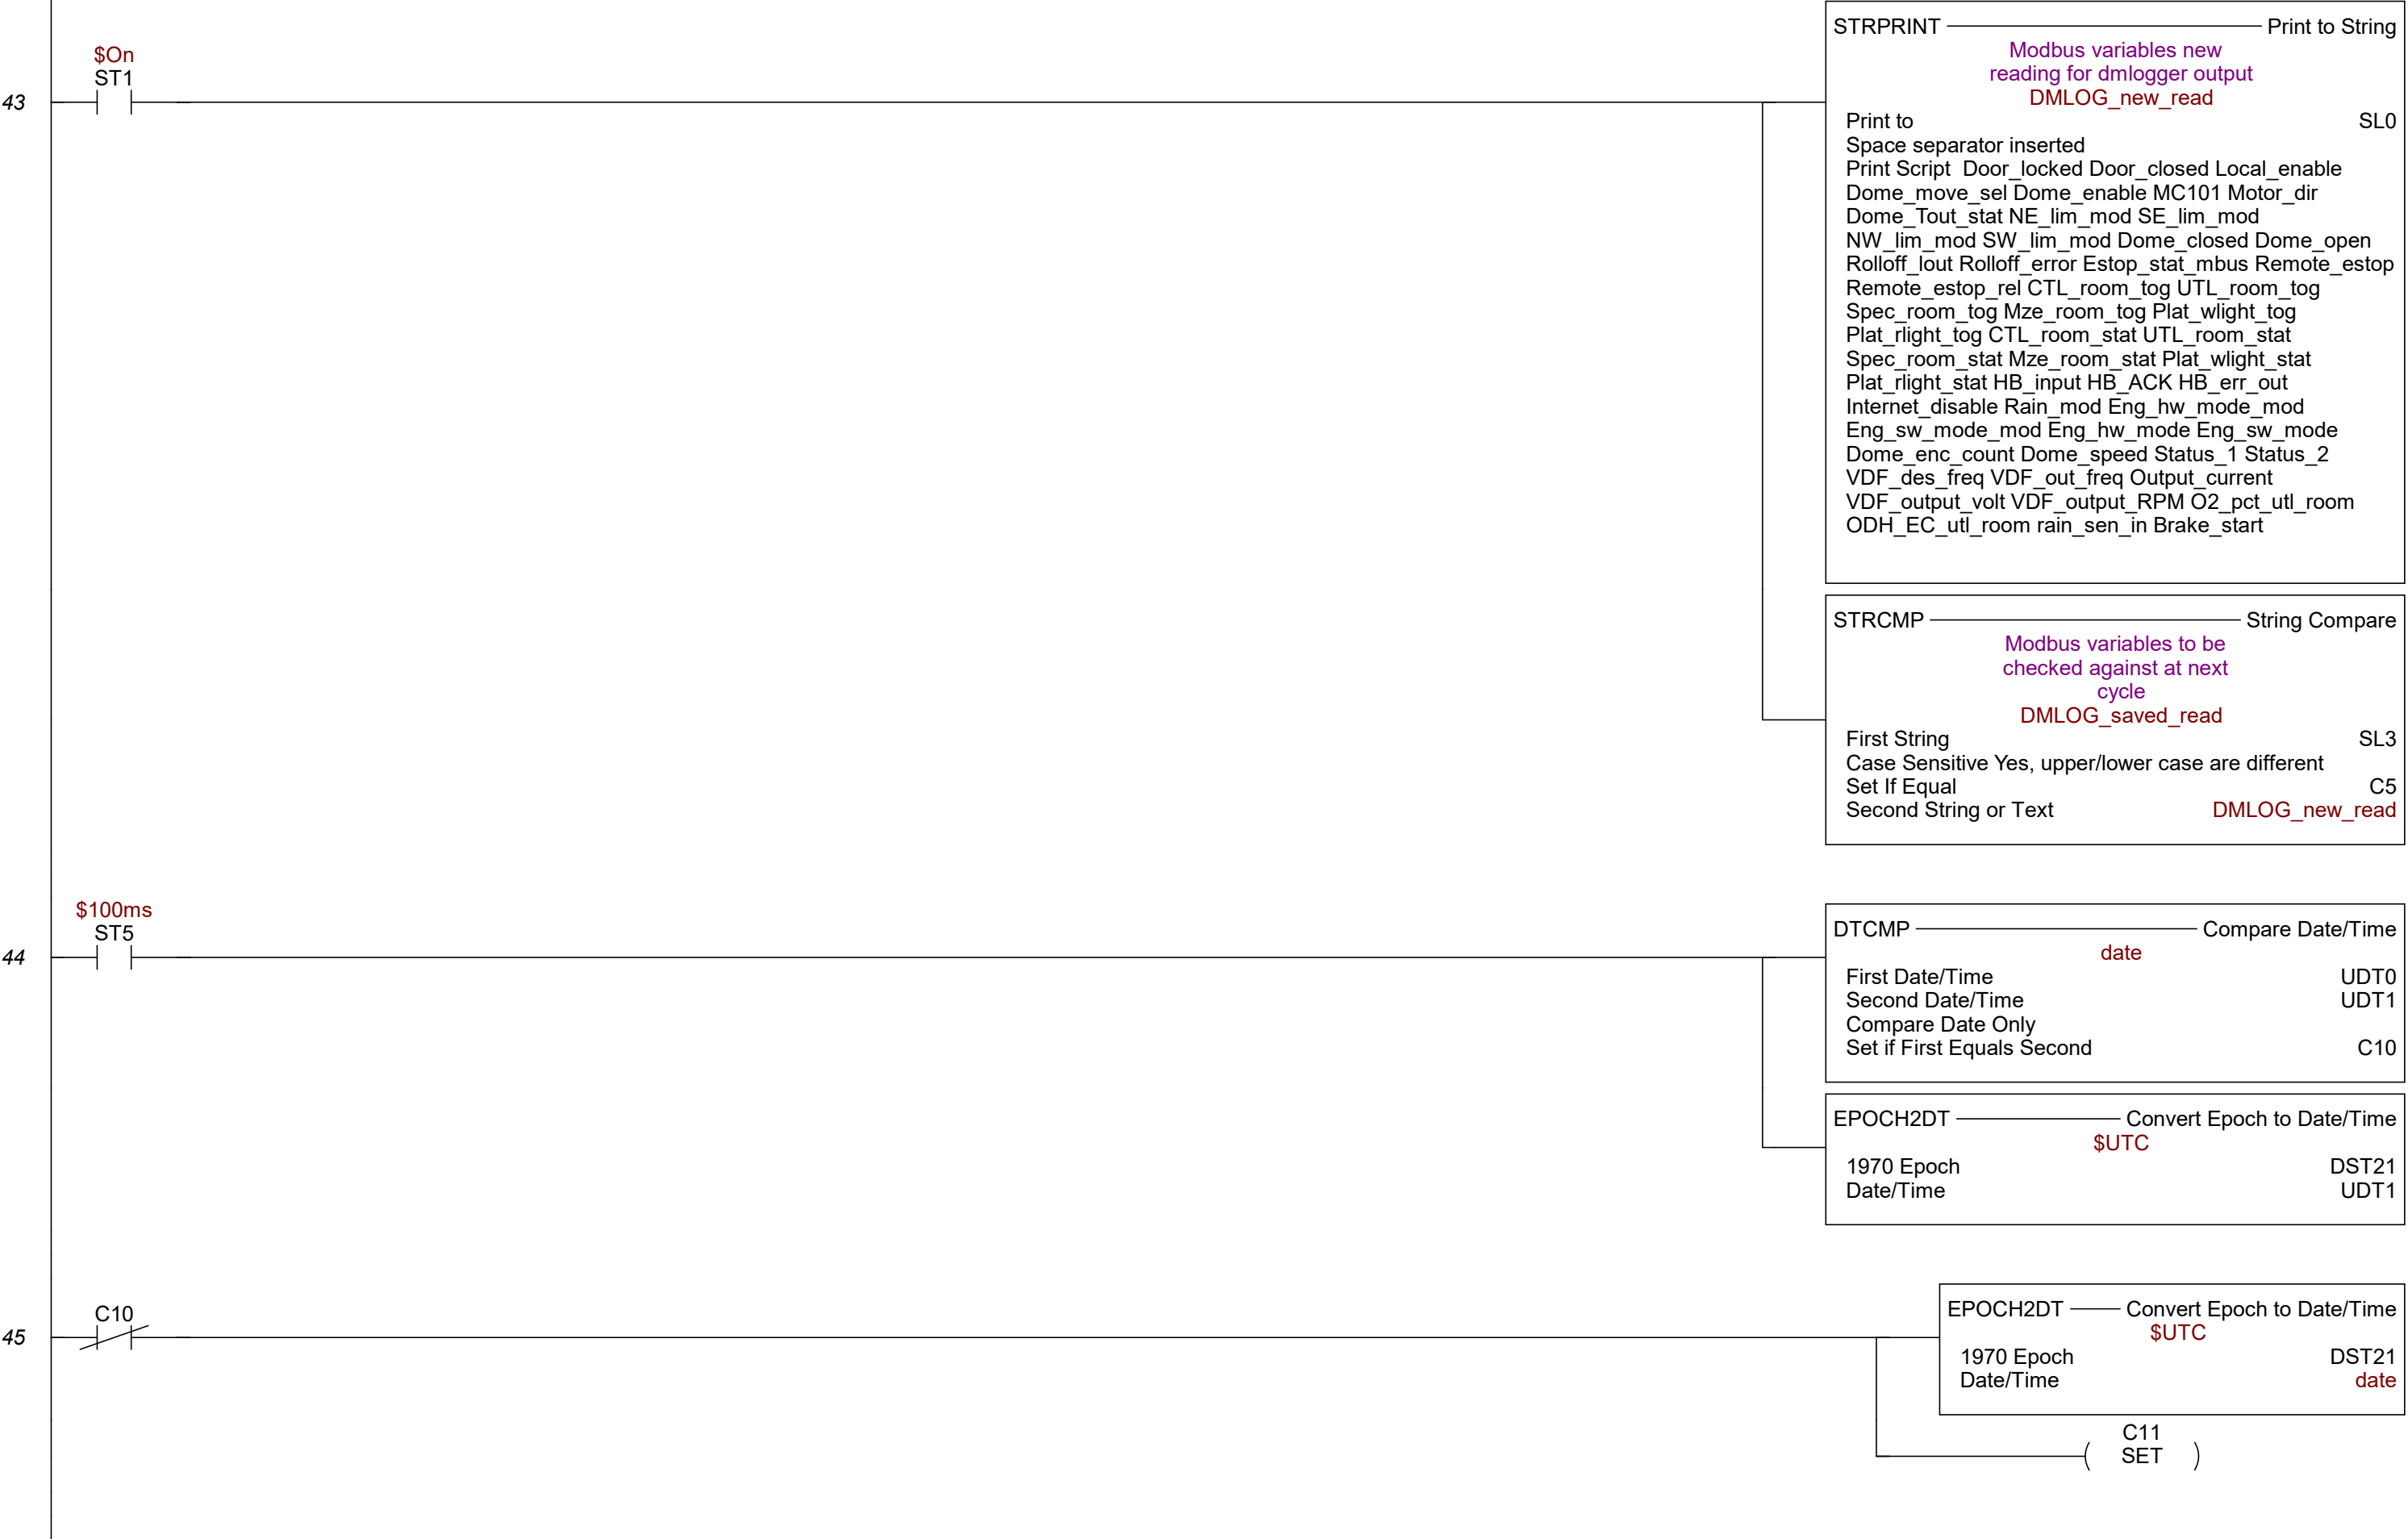 43
$On
ST1
STRPRINT Print to String
Modbus variables new
reading for dmlogger output
DMLOG_new_read
Print to SL0
Space separator inserted
Print Script Door_locked Door_closed Local_enable
Dome_move_sel Dome_enable MC101 Motor_dir
Dome_Tout_stat NE_lim_mod SE_lim_mod
NW_lim_mod SW_lim_mod Dome_closed Dome_open
Rolloff_lout Rolloff_error Estop_stat_mbus Remote_estop
Remote_estop_rel CTL_room_tog UTL_room_tog
Spec_room_tog Mze_room_tog Plat_wlight_tog
Plat_rlight_tog CTL_room_stat UTL_room_stat
Spec_room_stat Mze_room_stat Plat_wlight_stat
Plat_rlight_stat HB_input HB_ACK HB_err_out
Internet_disable Rain_mod Eng_hw_mode_mod
Eng_sw_mode_mod Eng_hw_mode Eng_sw_mode
Dome_enc_count Dome_speed Status_1 Status_2
VDF_des_freq VDF_out_freq Output_current
VDF_output_volt VDF_output_RPM O2_pct_utl_room
ODH_EC_utl_room rain_sen_in Brake_start
STRCMP String Compare
Modbus variables to be
checked against at next
cycle
DMLOG_saved_read
First String SL3
Case Sensitive Yes, upper/lower case are different
Set If Equal C5
Second String or Text DMLOG_new_read
44
$100ms
ST5
DTCMP Compare Date/Time
date
First Date/Time UDT0
Second Date/Time UDT1
Compare Date Only
Set if First Equals Second C10
EPOCH2DT Convert Epoch to Date/Time
$UTC
1970 Epoch DST21
Date/Time UDT1
45
C10
EPOCH2DT Convert Epoch to Date/Time
$UTC
1970 Epoch DST21
Date/Time date
C11
SET